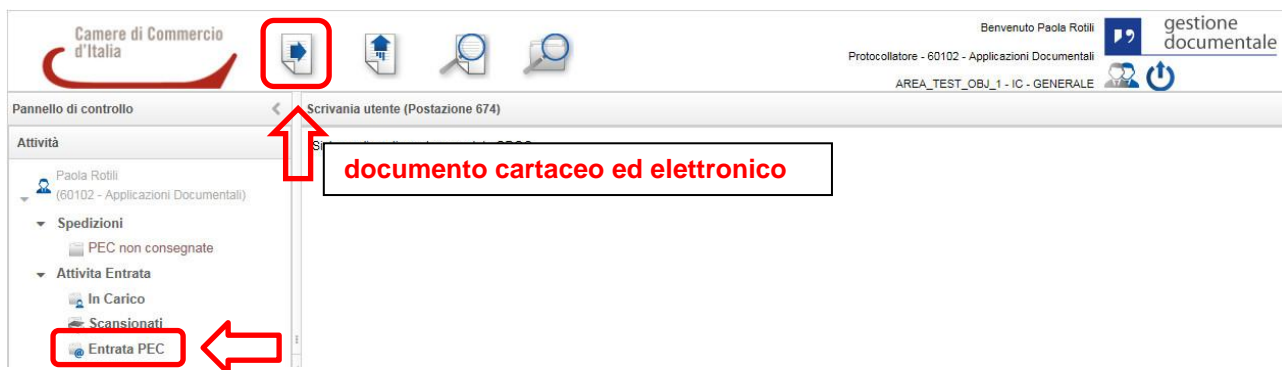 Camere di Commercio
d'Italia
Benvenuto Paola Rotili
Protocollatore - 60102 - Applicazioni Documentali
AREA_TEST_OBJ_1 - IC - GENERALE
gestione
documentale
Pannello di controllo
Scrivania utente (Postazione 674)
Attività
documento cartaceo ed elettronico
Paola Rotili
(60102 - Applicazioni Documentali)
Spedizioni
PEC non consegnate
Attivita Entrata
In Carico
Scansionati
Entrata PEC